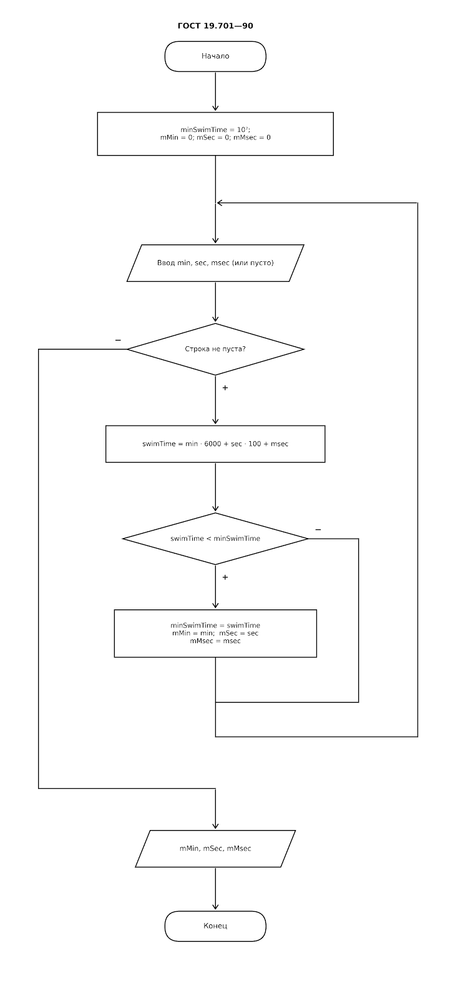 ГОСТ 19.701—90
Начало
minSwimTime = 10⁷;
mMin = 0; mSec = 0; mMsec = 0
Ввод min, sec, msec (или пусто)
−
Строка не пуста?
+
swimTime = min · 6000 + sec · 100 + msec
−
swimTime < minSwimTime
+
minSwimTime = swimTime
mMin = min;  mSec = sec
mMsec = msec
mMin, mSec, mMsec
Конец